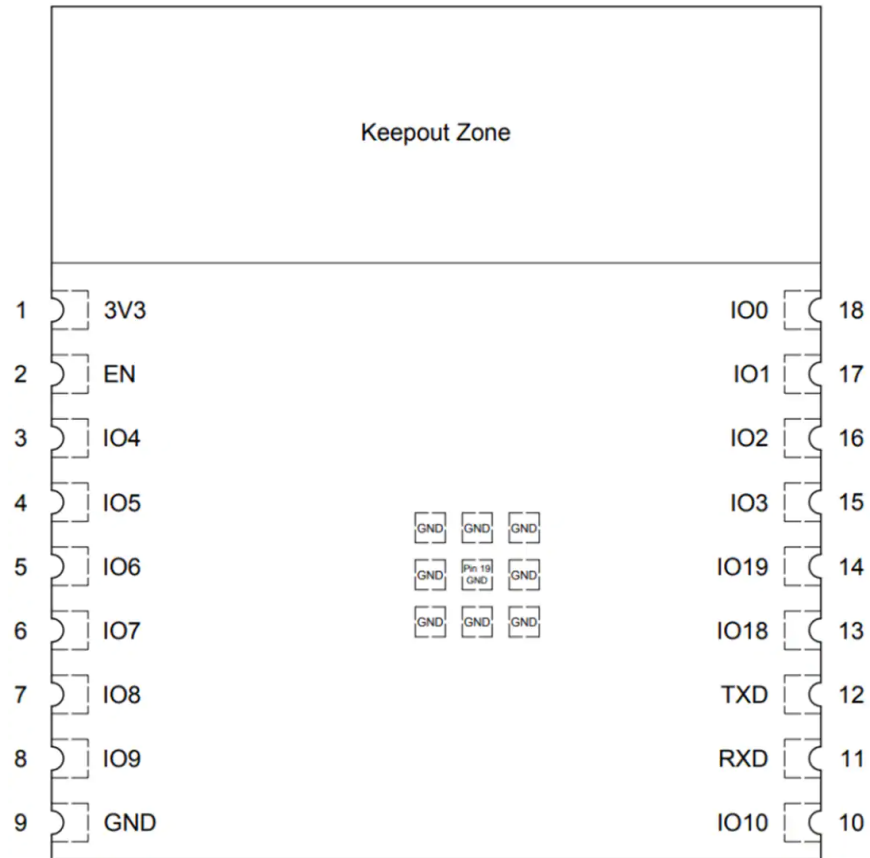 Keepout Zone
1 3V3 IO0 18
2 EN IO1 17
3 IO4 IO2 16
4 IO5 IO3 15
GND GND GND
5 IO6 IO19 14
GND Pin 19 GND
GND
6 IO7 IO18 13
GND GND GND
7 IO8 TXD 12
8 IO9 RXD 11
9 GND IO10 10